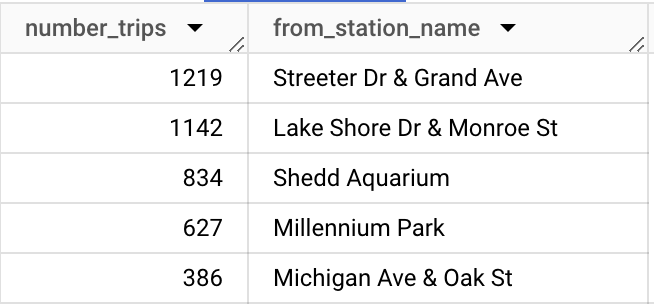 number_trips from_station_name
1219 Streeter Dr & Grand Ave
1142 Lake Shore Dr & Monroe St
834 Shedd Aquarium
627 Millennium Park
386 Michigan Ave & Oak St